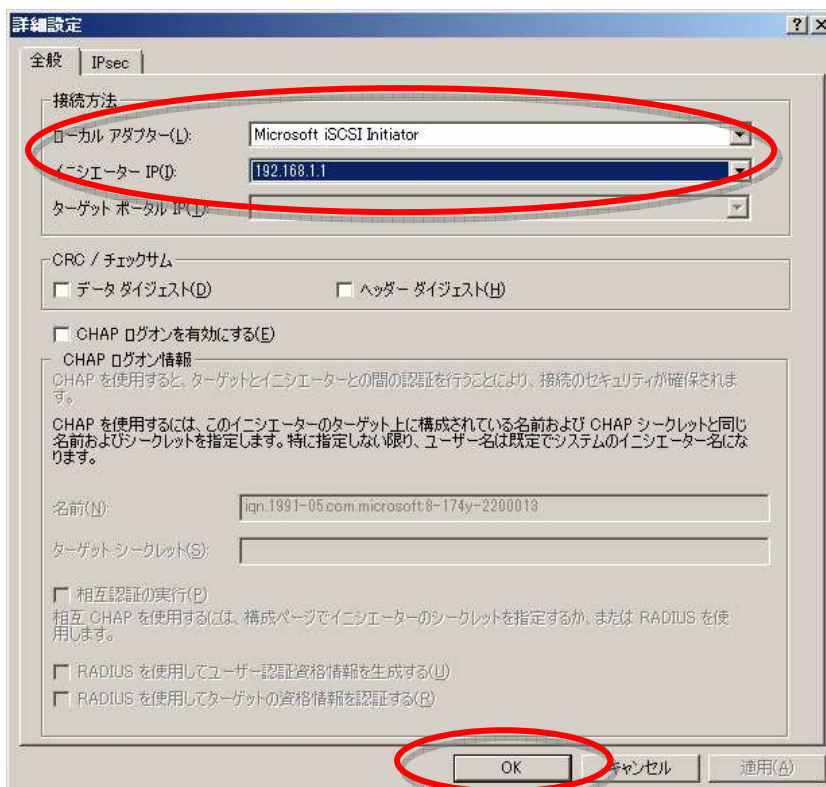 詳細設定
全般
IPsec
接続方法
ローカル アダプター(L):
Microsoft iSCSI Initiator
イニシエーター IP(I):
192.168.1.1
ターゲット ポータル IP(T):
CRC / チェックサム
データ ダイジェスト(D)
ヘッダー ダイジェスト(H)
CHAP ログオンを有効にする(E)
CHAP ログオン情報
CHAP を使用すると、ターゲットとイニシエーターとの間の認証を行うことにより、接続のセキュリティが確保されま
す。
CHAP を使用するには、このイニシエーターのターゲット上に構成されている名前および CHAP シークレットと同じ
名前およびシークレットを指定します。特に指定しない限り、ユーザー名は既定でシステムのイニシエーター名にな
ります。
名前(N):
iqn.1991-05.com.microsoft:8-174y-2200013
ターゲット シークレット(S):
相互認証の実行(P)
相互 CHAP を使用するには、構成ページでイニシエーターのシークレットを指定するか、または RADIUS を使
用します。
RADIUS を使用してユーザー認証資格情報を生成する(U)
RADIUS を使用してターゲットの資格情報を認証する(R)
OK
キャンセル
適用(A)